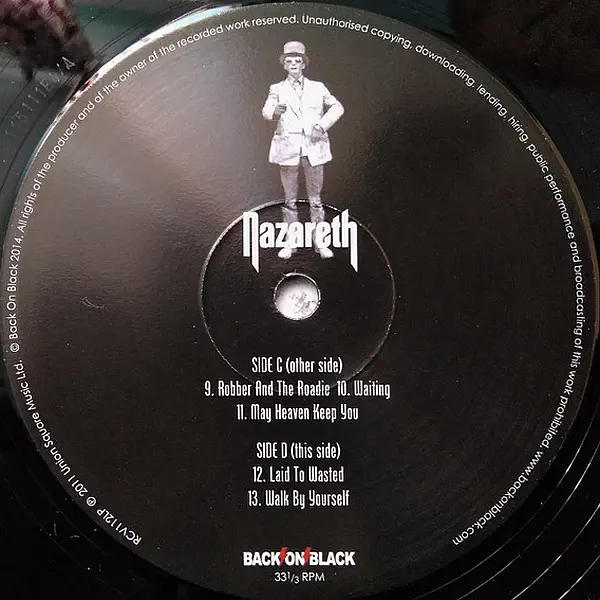 RCV112LP ℗ 2011 Union Square Music Ltd. © Back On Black 2014. All rights of the producer and of the owner of the recorded work reserved. Unauthorised copying, downloading, lending, hiring, public performance and broadcasting of this work prohibited. www.backonblack.com
Nazareth
SIDE C (other side)
9. Robber And The Roadie 10. Waiting
11. May Heaven Keep You
SIDE D (this side)
12. Laid To Wasted
13. Walk By Yourself
BACK ON BLACK
33 1/3 RPM